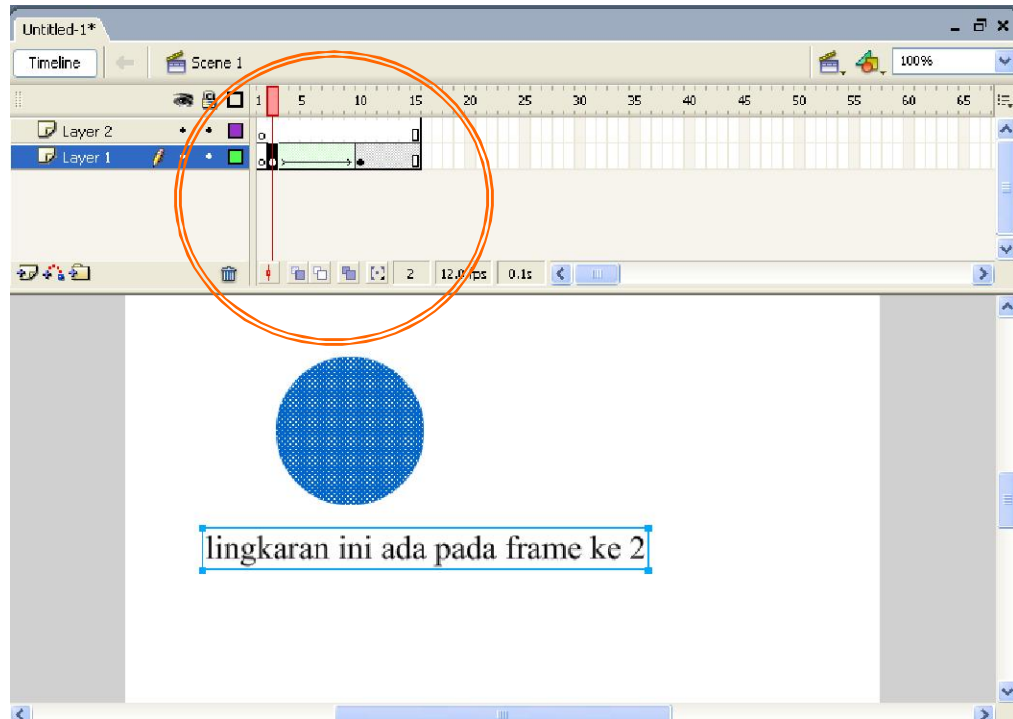 Untitled-1*
Timeline Scene 1 100%
1 5 10 15 20 25 30 35 40 45 50 55 60 65
Layer 2
Layer 1
2 12.0 fps 0.1s
lingkaran ini ada pada frame ke 2